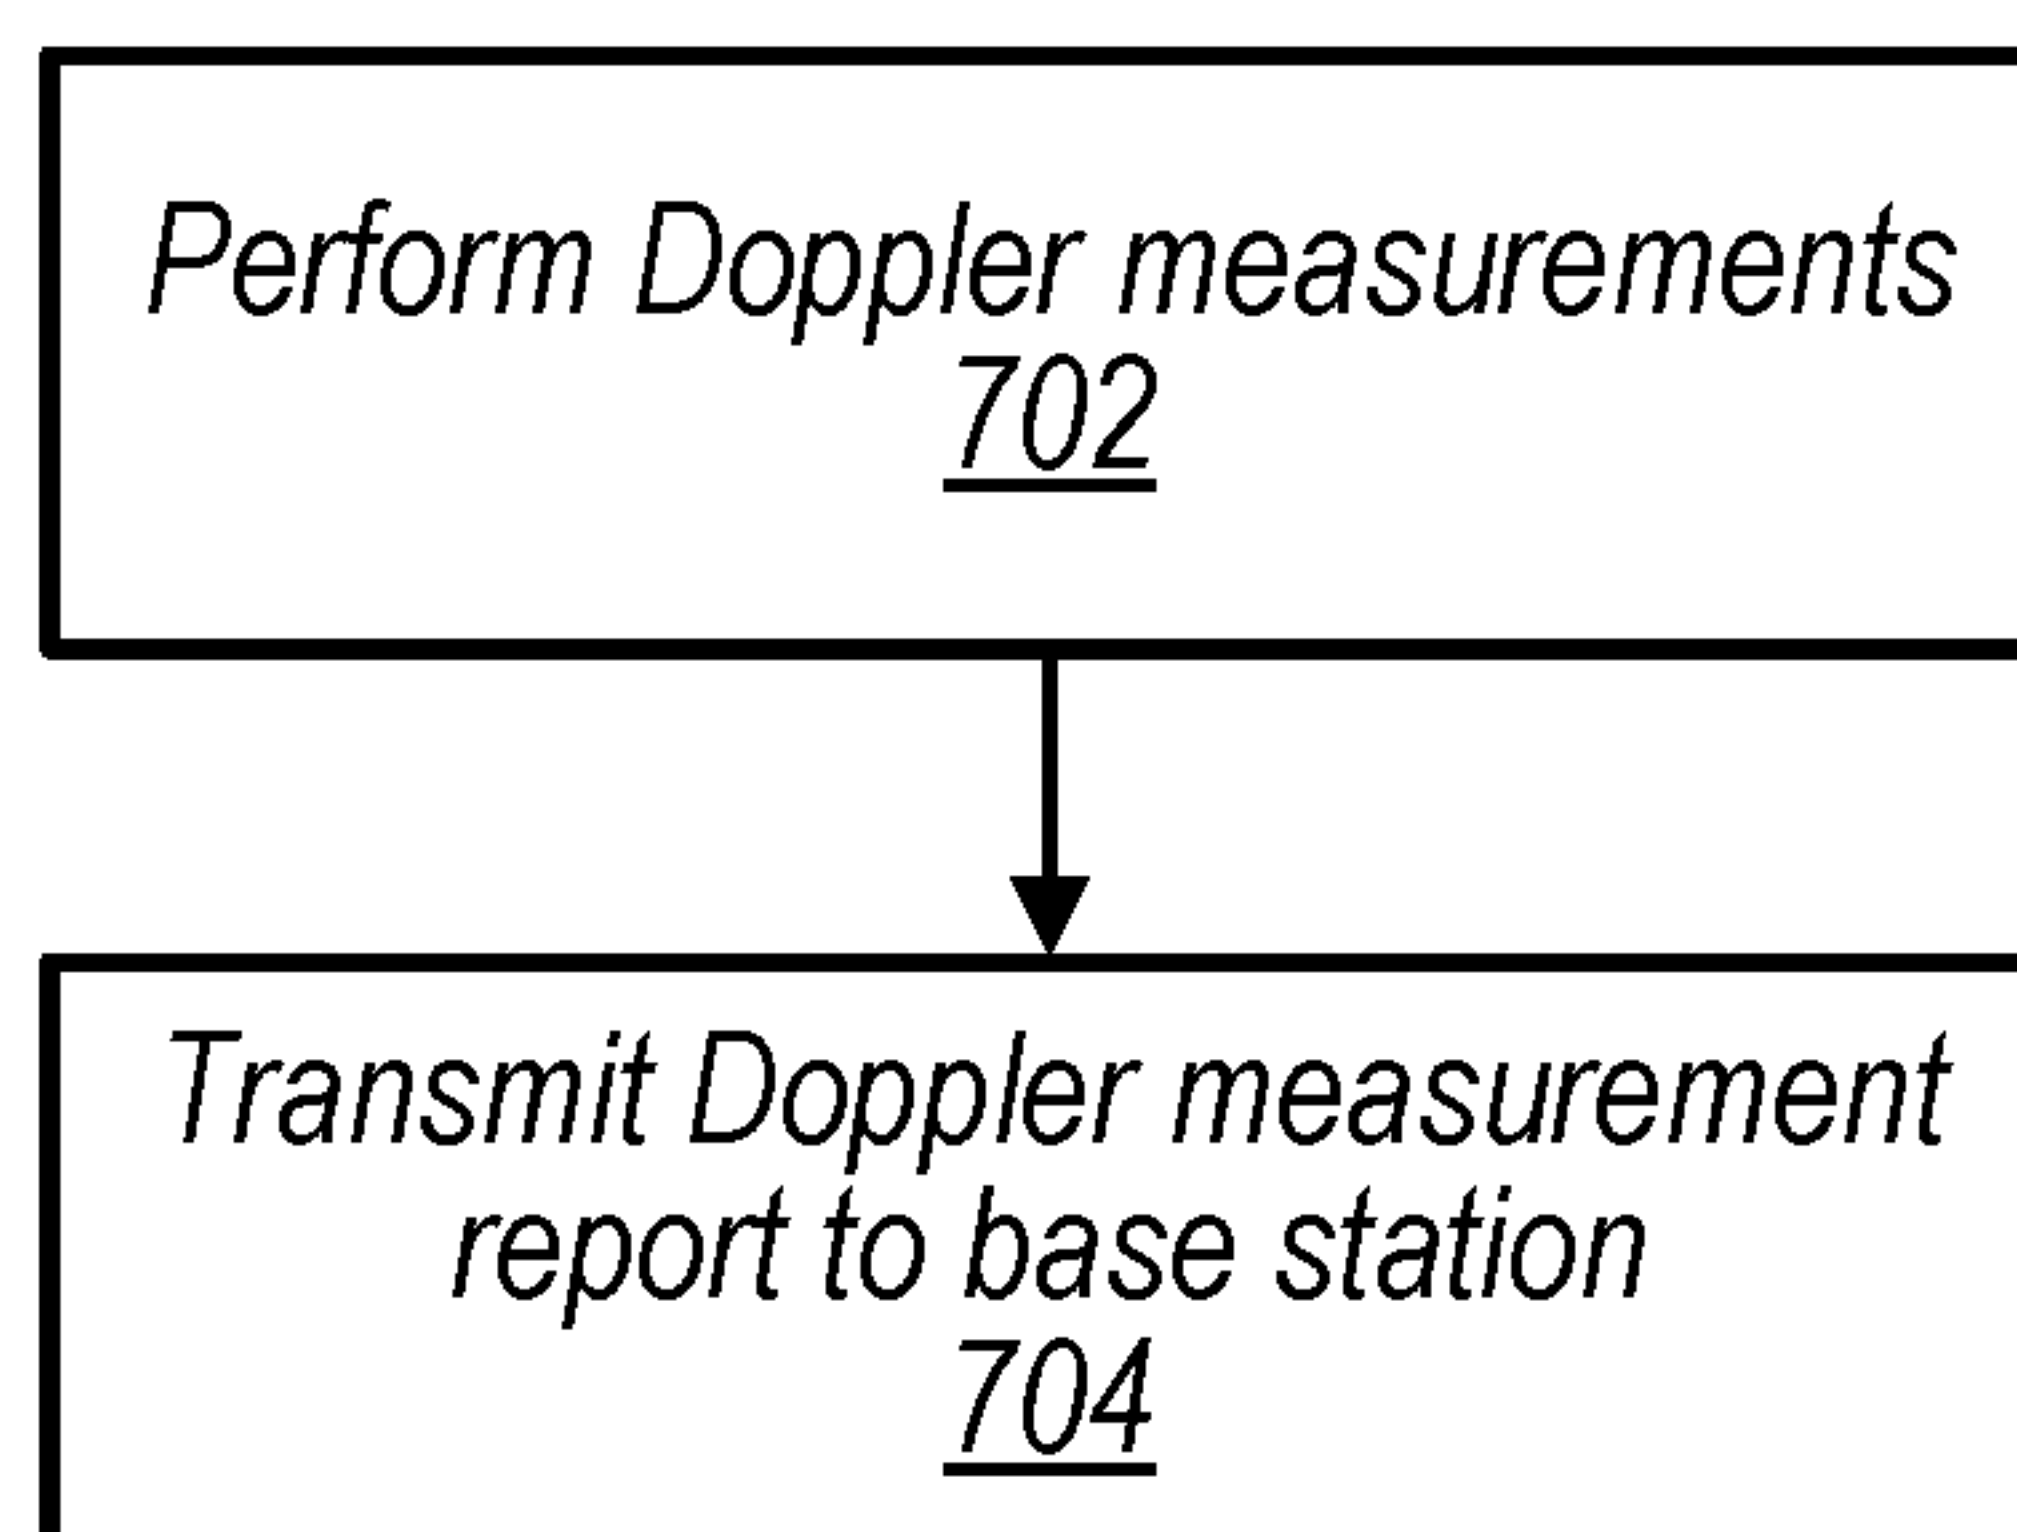 Perform Doppler measurements
702
Transmit Doppler measurement
report to base station
704